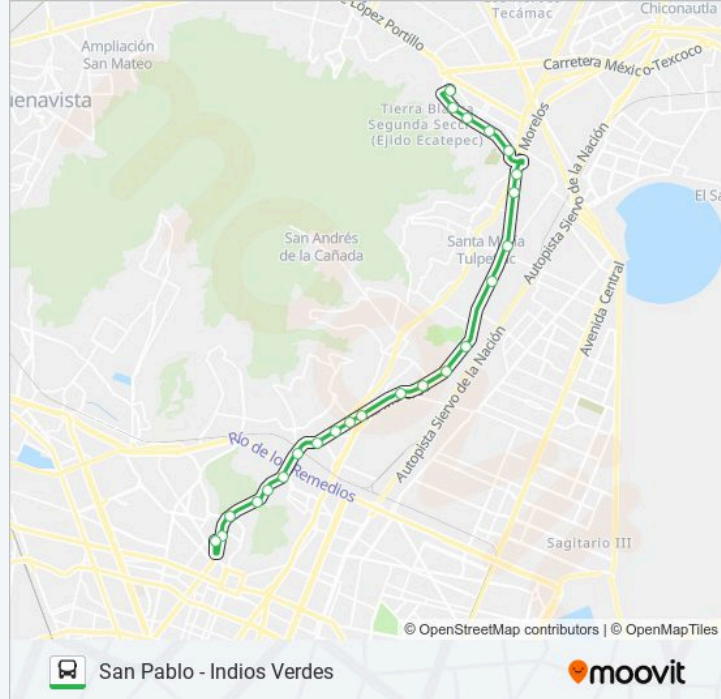 López Portillo
Tecámac
Chiconautla
Ampliación
San Mateo
Carretera México-Texcoco
uenavista
Tierra Blanca
Segunda Secc
(Ejido Ecatepec)
Morelos
Autopista Siervo de la Nación
El Sa
San Andrés
de la Cañada
Santa María
Tulpetlac
Avenida Central
Autopista Siervo de la Nación
Río de los Remedios
Sagitario III
© OpenStreetMap contributors | © OpenMapTiles
San Pablo - Indios Verdes
moovit